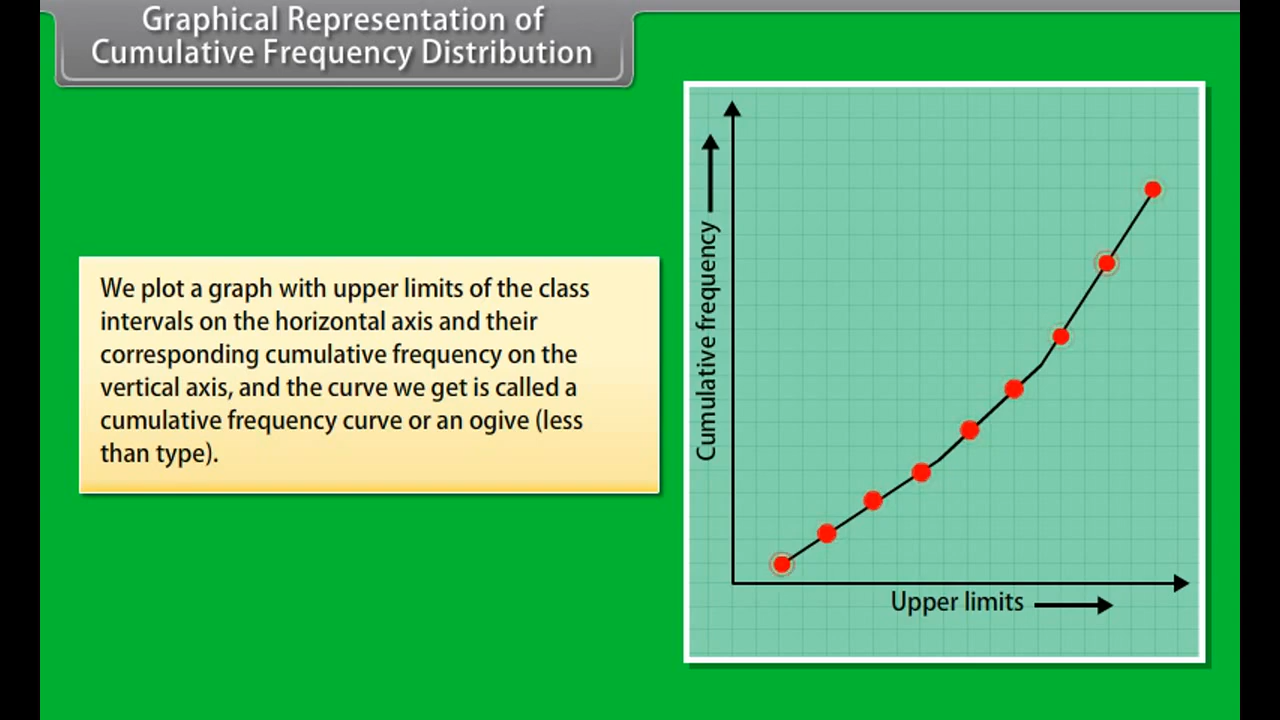 Graphical Representation of
Cumulative Frequency Distribution
We plot a graph with upper limits of the class
intervals on the horizontal axis and their
corresponding cumulative frequency on the
vertical axis, and the curve we get is called a
cumulative frequency curve or an ogive (less
than type).
Cumulative frequency
Upper limits